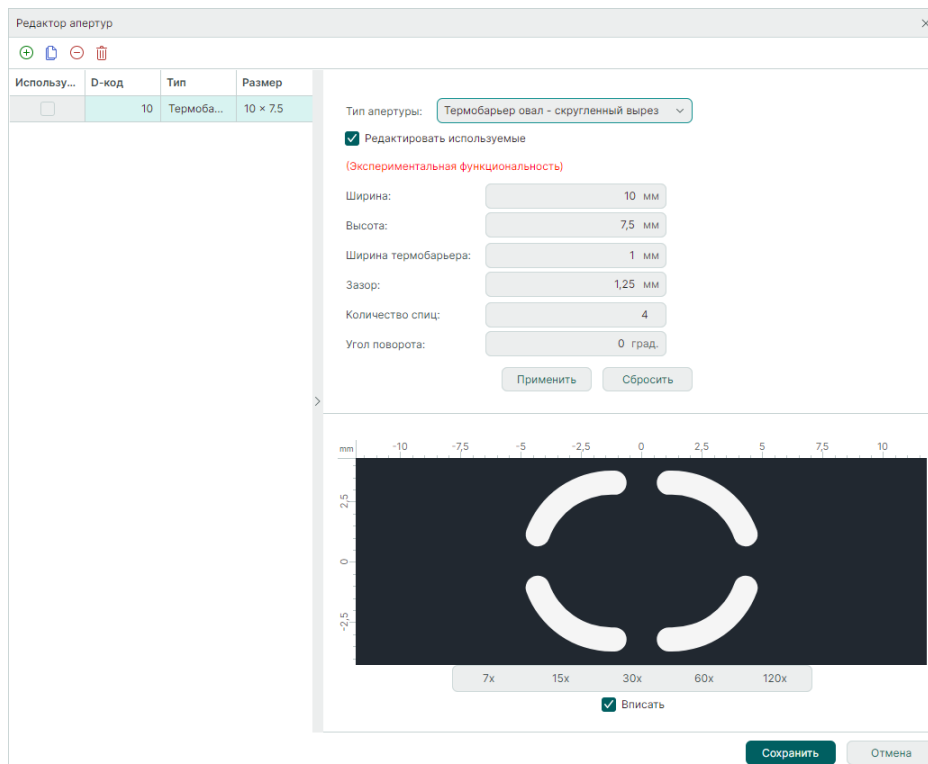 Редактор апертур
Использу... D-код Тип Размер
10 Термоба... 10 × 7.5
Тип апертуры: Термобарьер овал - скругленный вырез
Редактировать используемые
(Экспериментальная функциональность)
Ширина: 10 мм
Высота: 7,5 мм
Ширина термобарьера: 1 мм
Зазор: 1,25 мм
Количество спиц: 4
Угол поворота: 0 град.
Применить Сбросить
mm -10 -7,5 -5 -2,5 0 2,5 5 7,5 10
2,5
0
-2,5
7x 15x 30x 60x 120x
Вписать
Сохранить Отмена